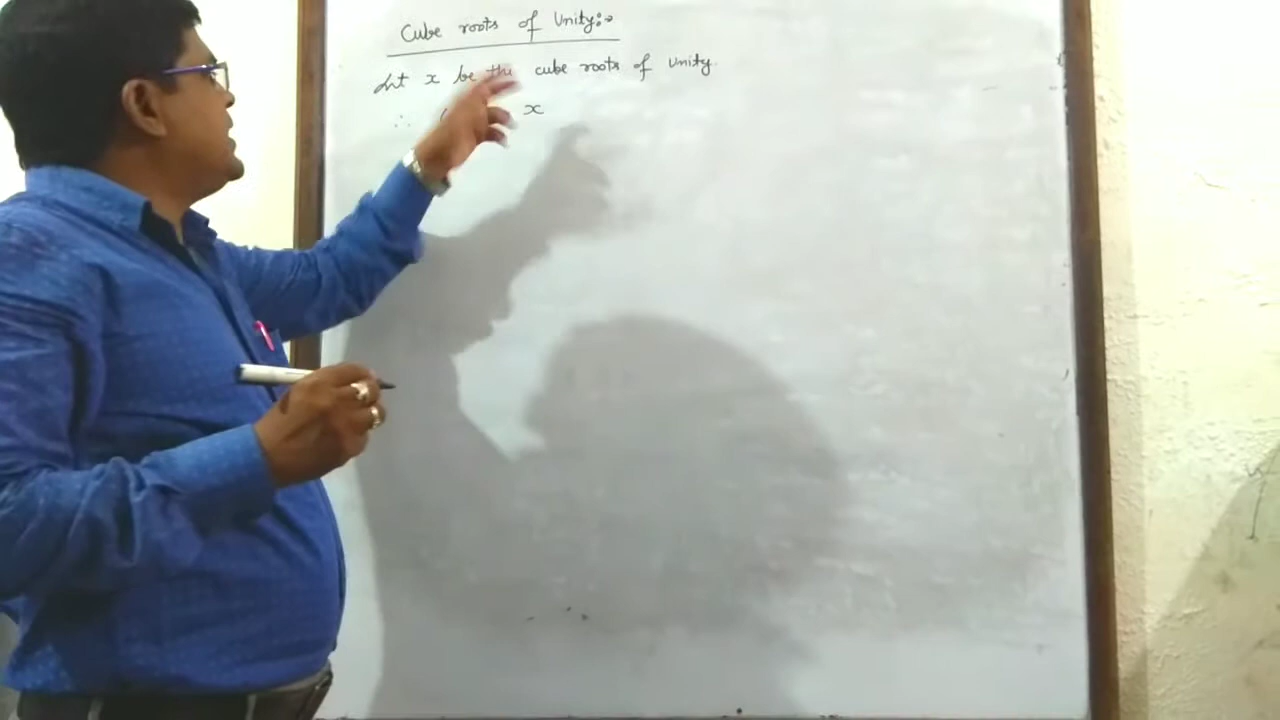 Cube roots of Unity:→
Let x be the cube roots of unity.
∴ ( x